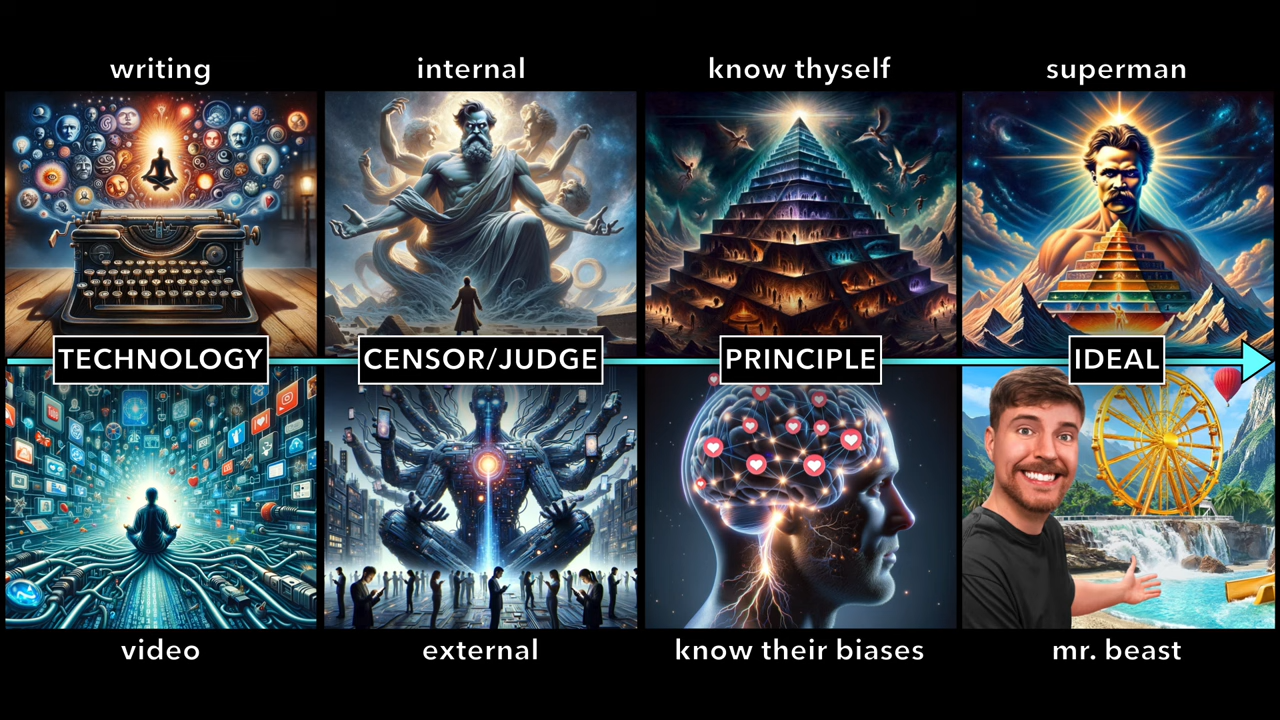 writing internal know thyself superman
TECHNOLOGY CENSOR/JUDGE PRINCIPLE IDEAL
video external know their biases mr. beast